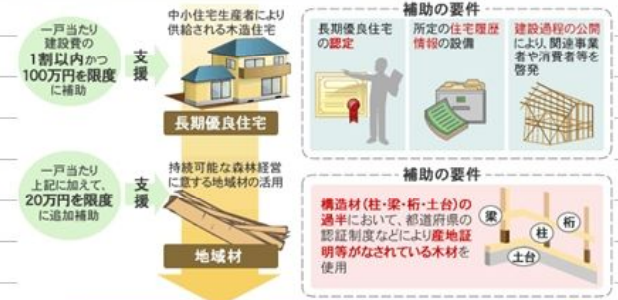 一戸当たり
建設費の
1割以内かつ
100万円を限度
に補助
支援
中小住宅生産者により
供給される木造住宅
長期優良住宅
補助の要件
長期優良住宅
の認定
所定の住宅履歴
情報の設備
建設過程の公開
により、関連事業
者や消費者等を
啓発
一戸当たり
上記に加えて、
20万円を限度
に追加補助
支援
持続可能な森林経営
に意する地域材の活用
地域材
補助の要件
構造材(柱・梁・桁・土台)の
過半において、都道府県の
認証制度などにより産地証
明等がなされている木材を
使用
梁
柱
桁
土台